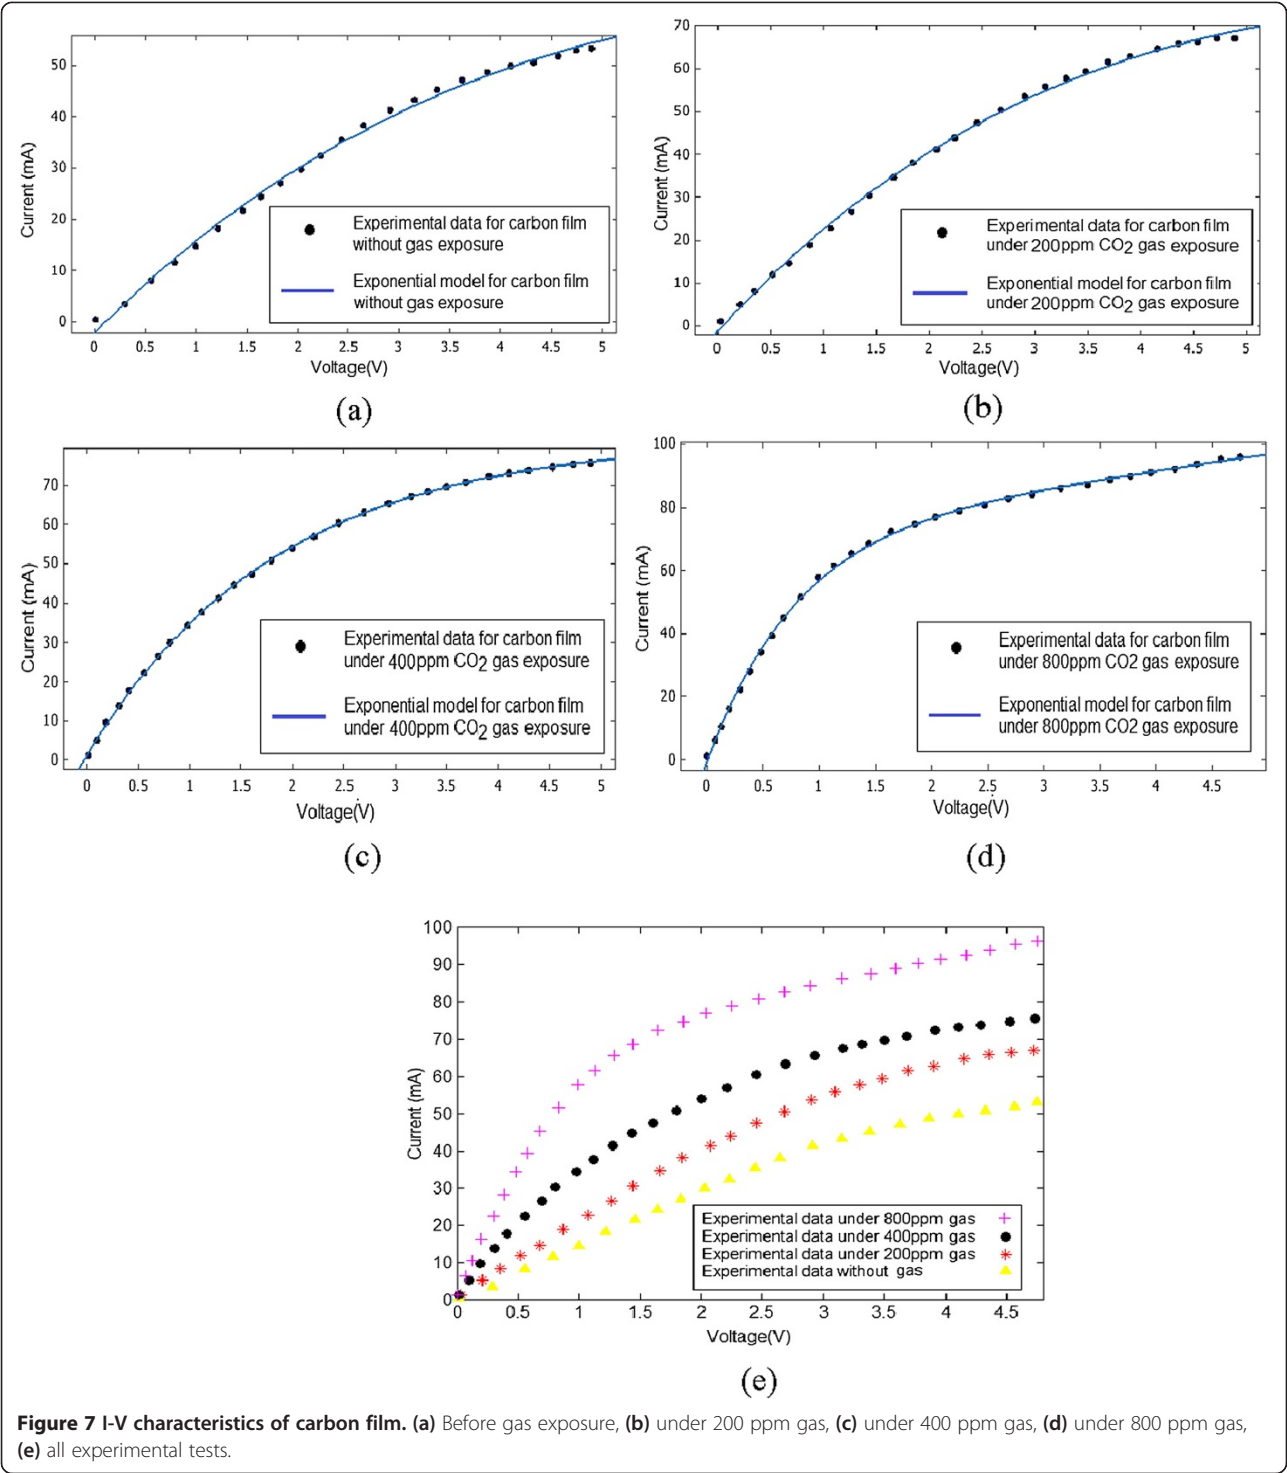 50
40
30
20
10
0
Current (mA)
Experimental data for carbon film
without gas exposure
Exponential model for carbon film
without gas exposure
0 0.5 1 1.5 2 2.5 3 3.5 4 4.5 5
Voltage(V)
(a)
70
60
50
40
30
20
10
0
Current (mA)
Experimental data for carbon film
under 200ppm CO2 gas exposure
Exponential model for carbon film
under 200ppm CO2 gas exposure
0 0.5 1 1.5 2 2.5 3 3.5 4 4.5 5
Voltage(V)
(b)
70
60
50
40
30
20
10
0
Current (mA)
Experimental data for carbon film
under 400ppm CO2 gas exposure
Exponential model for carbon film
under 400ppm CO2 gas exposure
0 0.5 1 1.5 2 2.5 3 3.5 4 4.5 5
Voltage(V)
(c)
100
80
60
40
20
0
Current (mA)
Experimental data for carbon film
under 800ppm CO2 gas exposure
Exponential model for carbon film
under 800ppm CO2 gas exposure
0 0.5 1 1.5 2 2.5 3 3.5 4 4.5
Voltage(V)
(d)
100
90
80
70
60
50
40
30
20
10
0
Current (mA)
Experimental data under 800ppm gas
Experimental data under 400ppm gas
Experimental data under 200ppm gas
Experimental data without gas
0 0.5 1 1.5 2 2.5 3 3.5 4 4.5
Voltage(V)
(e)
Figure 7 I-V characteristics of carbon film. (a) Before gas exposure, (b) under 200 ppm gas, (c) under 400 ppm gas, (d) under 800 ppm gas,
(e) all experimental tests.